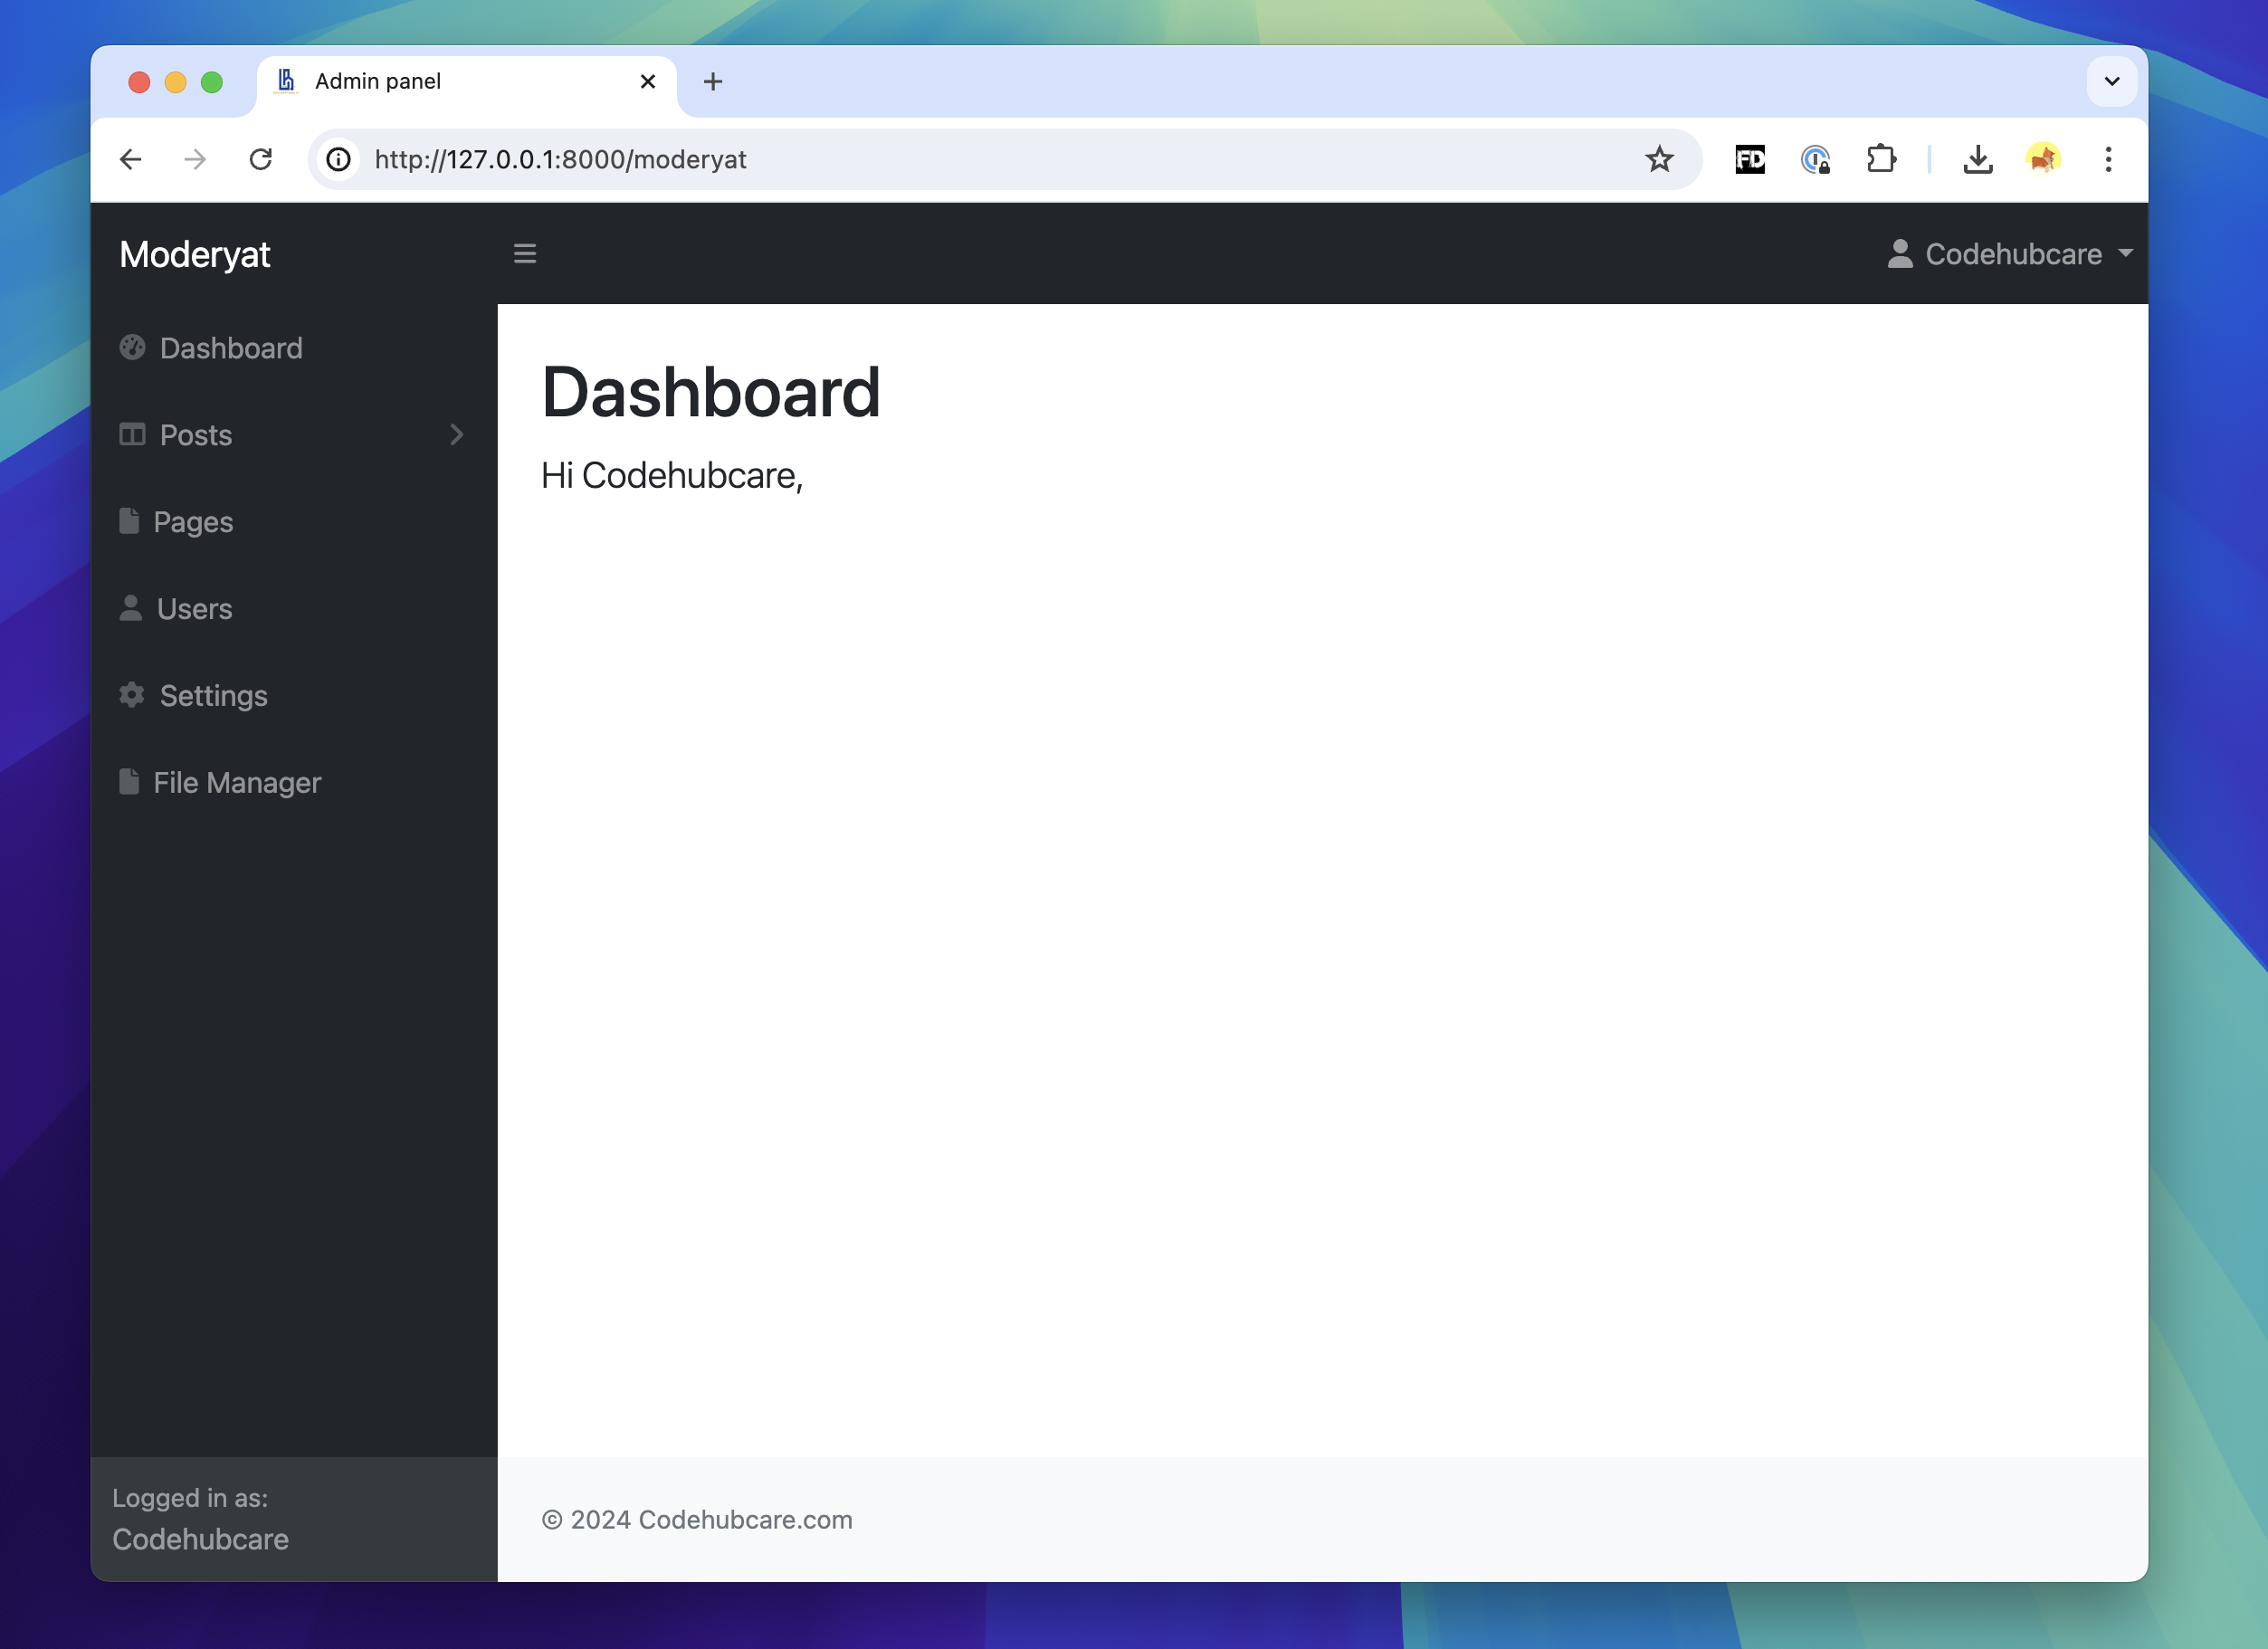 Admin panel
http://127.0.0.1:8000/moderyat
FD
Moderyat
Codehubcare
Dashboard
Posts
Pages
Users
Settings
File Manager
Dashboard
Hi Codehubcare,
Logged in as:
Codehubcare
© 2024 Codehubcare.com